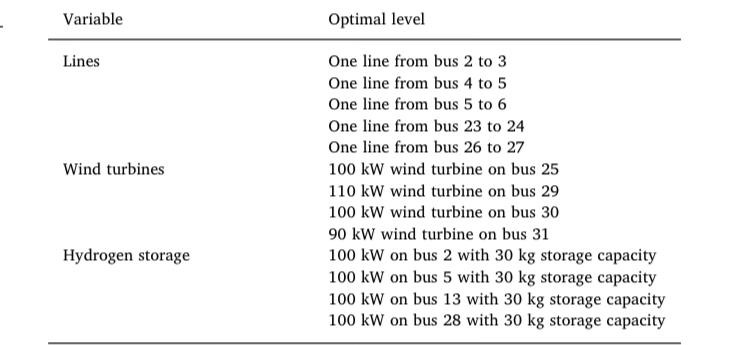 Variable Optimal level
Lines One line from bus 2 to 3
One line from bus 4 to 5
One line from bus 5 to 6
One line from bus 23 to 24
One line from bus 26 to 27
Wind turbines 100 kW wind turbine on bus 25
110 kW wind turbine on bus 29
100 kW wind turbine on bus 30
90 kW wind turbine on bus 31
Hydrogen storage 100 kW on bus 2 with 30 kg storage capacity
100 kW on bus 5 with 30 kg storage capacity
100 kW on bus 13 with 30 kg storage capacity
100 kW on bus 28 with 30 kg storage capacity